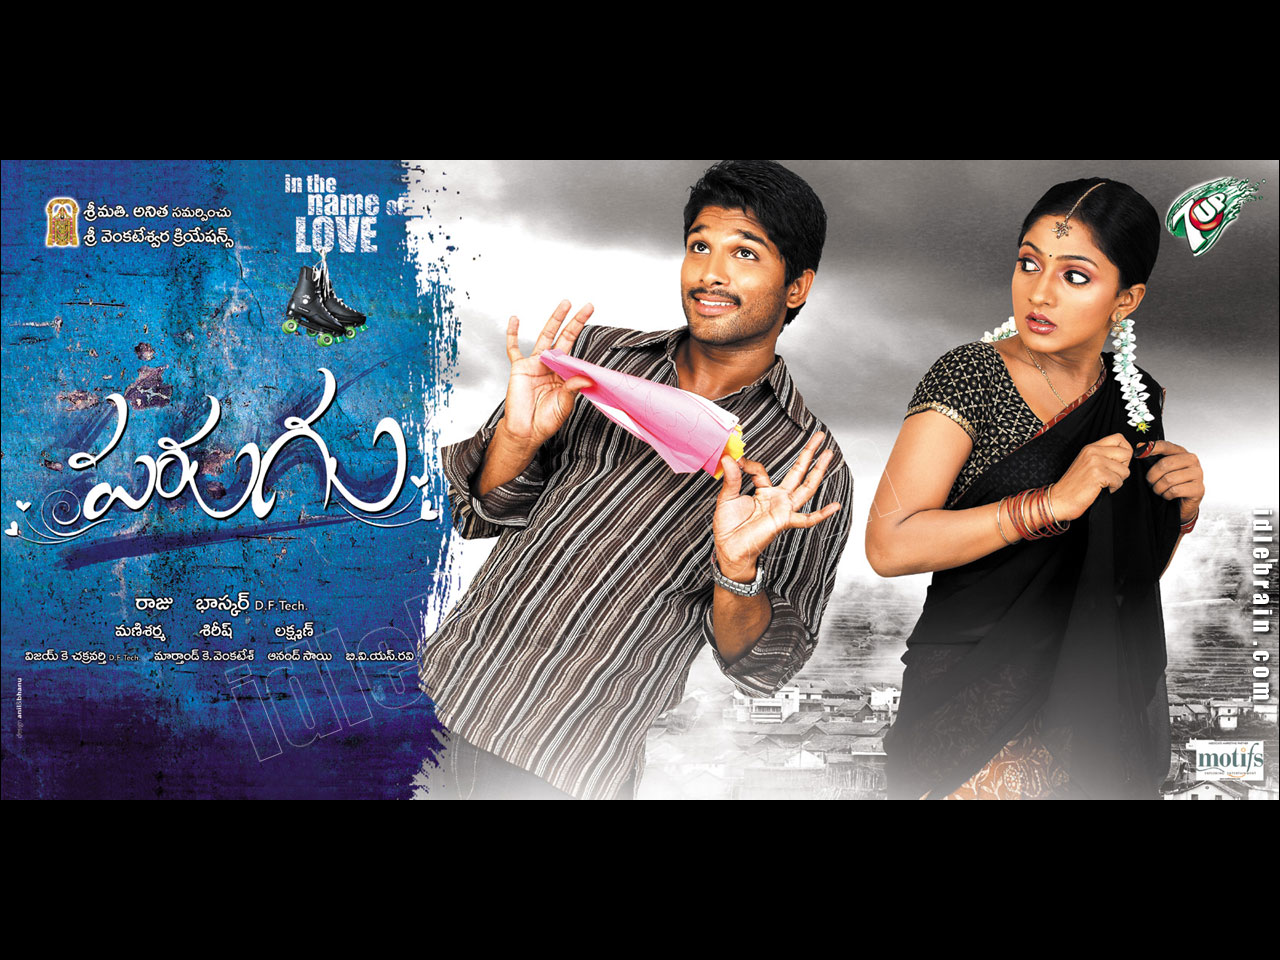 శ్రీమతి. అనిత సమర్పించు
శ్రీ వెంకటేశ్వర క్రియేషన్స్
in the
name of
LOVE
7UP
పరుగు
రాజు భాస్కర్ D.F.Tech.
మణిశర్మ శిరీష్ లక్ష్మణ్
విజయ్ కె చక్రవర్తి D.F.Tech. మార్తాండ్ కె.వెంకటేశ్ ఆనంద్ సాయి బి.వి.యస్.రవి
idlebrain.com
motifs